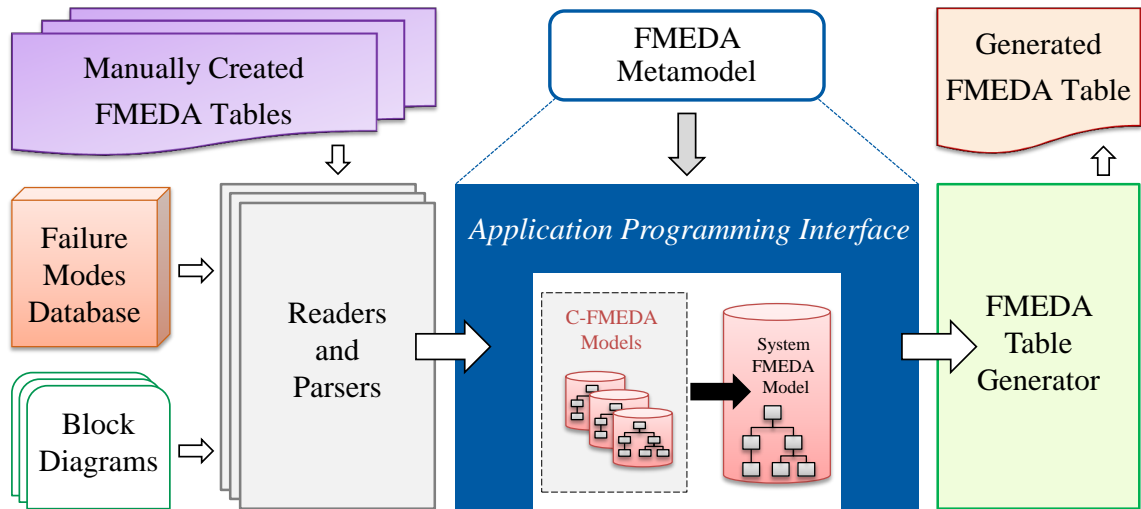 Manually Created
FMEDA Tables
FMEDA
Metamodel
Generated
FMEDA Table
Failure
Modes
Database
Block
Diagrams
Readers
and
Parsers
Application Programming Interface
C-FMEDA
Models
System
FMEDA
Model
FMEDA
Table
Generator